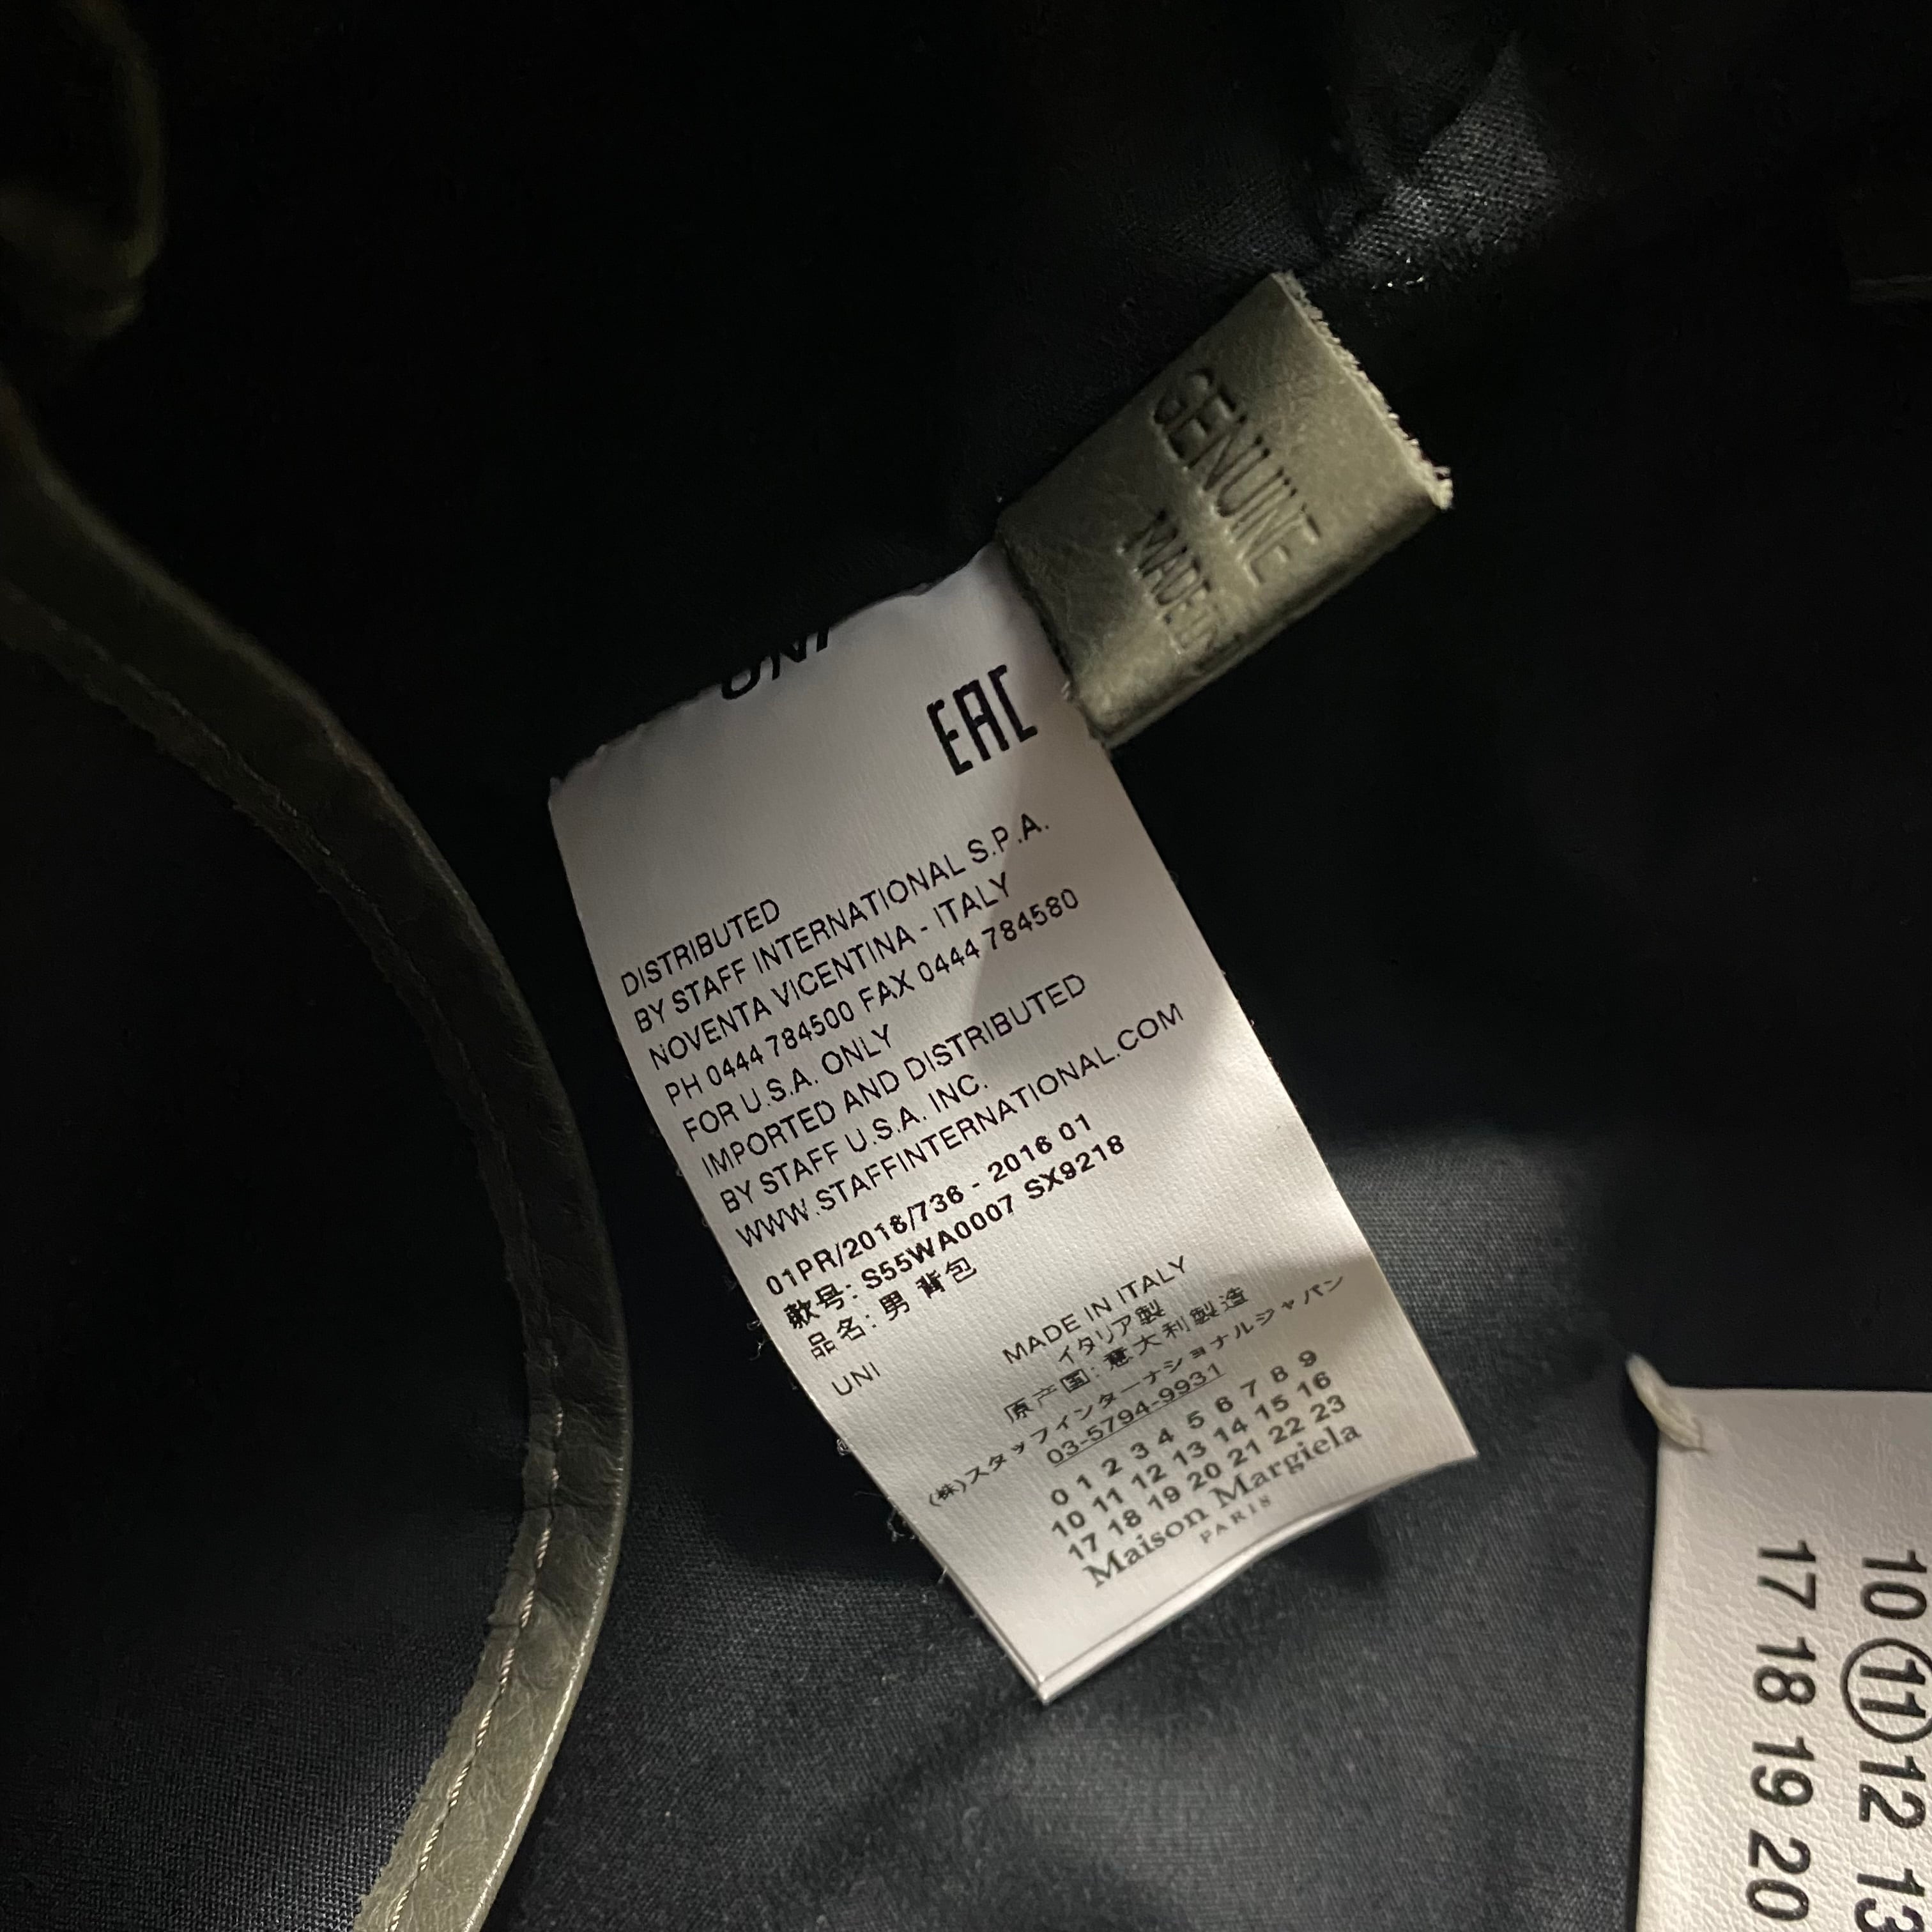 GENUINE
MADE IN
UNI
EAC
DISTRIBUTED
BY STAFF INTERNATIONAL S.P.A.
NOVENTA VICENTINA - ITALY
PH 0444 784500 FAX 0444 784580
FOR U.S.A. ONLY
IMPORTED AND DISTRIBUTED
BY STAFF U.S.A. INC.
WWW.STAFFINTERNATIONAL.COM
01PR/2016/736 - 2016 01
款号: S55WA0007 SX9218
品名: 男 背包
UNI
MADE IN ITALY
イタリア製
原产国: 意大利製造
(株)スタッフインターナショナルジャパン
03-5794-9931
0 1 2 3 4 5 6 7 8 9
10 11 12 13 14 15 16
17 18 19 20 21 22 23
Maison Margiela
PARIS
10 11 12 13
17 18 19 20